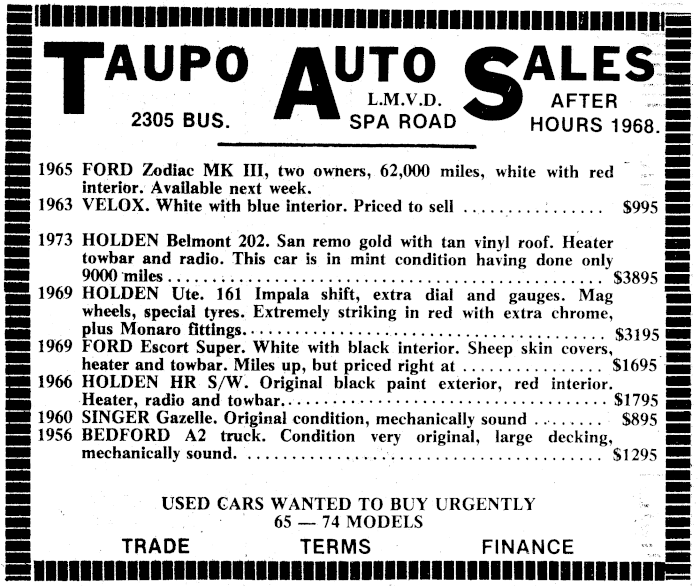 TAUPO AUTO SALES
2305 BUS.
L.M.V.D.
SPA ROAD
AFTER
HOURS 1968.
1965 FORD Zodiac MK III, two owners, 62,000 miles, white with red
interior. Available next week.
1963 VELOX. White with blue interior. Priced to sell ................ $995
1973 HOLDEN Belmont 202. San remo gold with tan vinyl roof. Heater
towbar and radio. This car is in mint condition having done only
9000 miles ........................................................ $3895
1969 HOLDEN Ute. 161 Impala shift, extra dial and gauges. Mag
wheels, special tyres. Extremely striking in red with extra chrome,
plus Monaro fittings.............................................. $3195
1969 FORD Escort Super. White with black interior. Sheep skin covers,
heater and towbar. Miles up, but priced right at ................ $1695
1966 HOLDEN HR S/W. Original black paint exterior, red interior.
Heater, radio and towbar.......................................... $1795
1960 SINGER Gazelle. Original condition, mechanically sound ........ $895
1956 BEDFORD A2 truck. Condition very original, large decking,
mechanically sound. .............................................. $1295
USED CARS WANTED TO BUY URGENTLY
65 — 74 MODELS
TRADE TERMS FINANCE